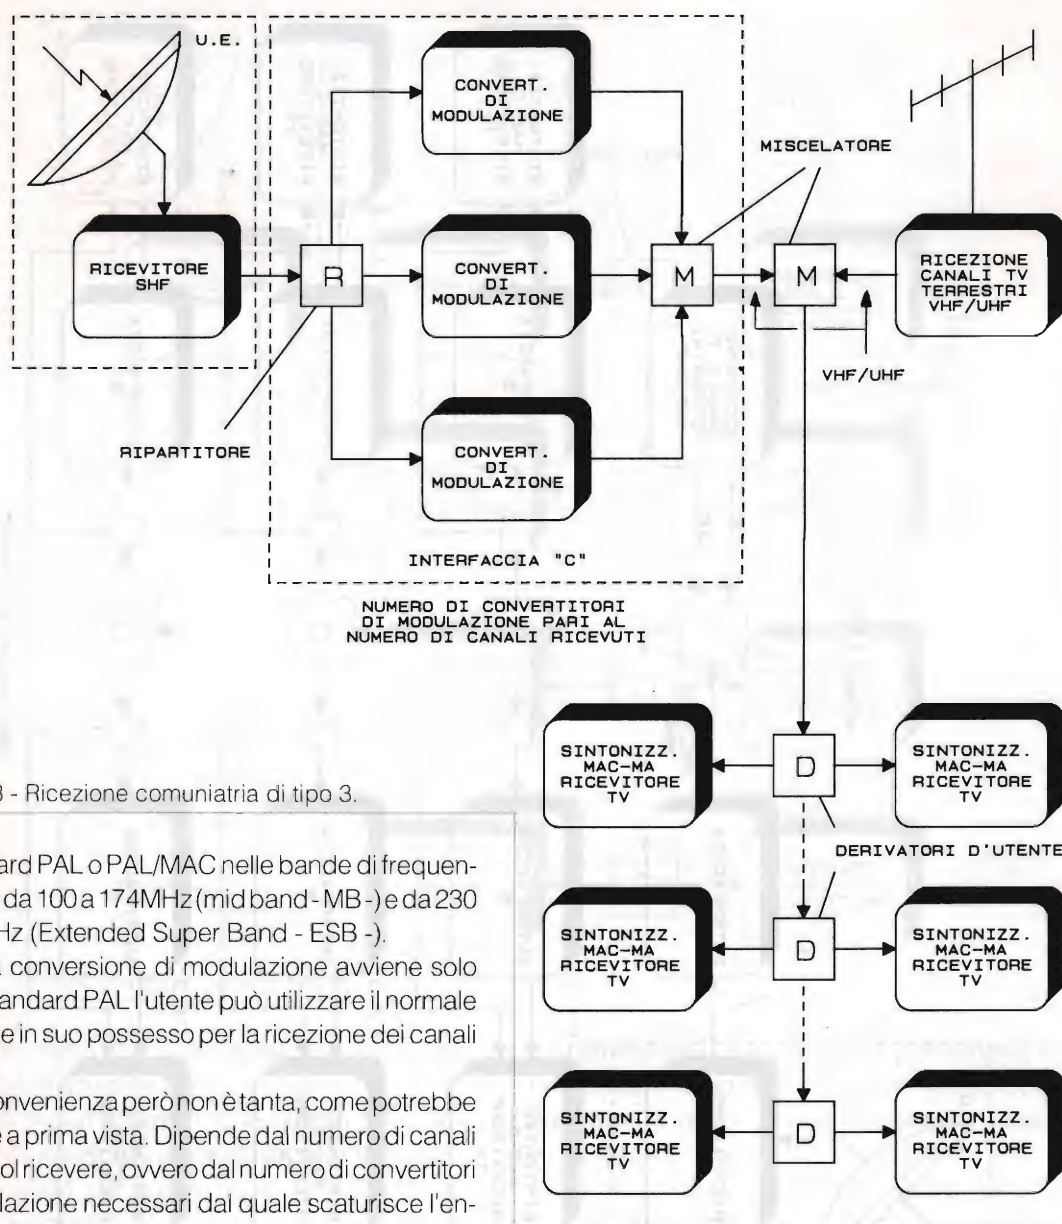 U.E.
CONVERT.
DI
MODULAZIONE
MISCELATORE
RICEVITORE
SHF
R
CONVERT.
DI
MODULAZIONE
M
M
RICEZIONE
CANALI TV
TERRESTRI
VHF/UHF
VHF/UHF
RIPARTITORE
CONVERT.
DI
MODULAZIONE
INTERFACCIA "C"
NUMERO DI CONVERTITORI
DI MODULAZIONE PARI AL
NUMERO DI CANALI RICEVUTI
SINTONIZZ.
MAC-MA
RICEVITORE
TV
D
SINTONIZZ.
MAC-MA
RICEVITORE
TV
DERIVATORI D'UTENTE
SINTONIZZ.
MAC-MA
RICEVITORE
TV
D
SINTONIZZ.
MAC-MA
RICEVITORE
TV
SINTONIZZ.
MAC-MA
RICEVITORE
TV
D
SINTONIZZ.
MAC-MA
RICEVITORE
TV
- Ricezione comuniatria di tipo 3.
ard PAL o PAL/MAC nelle bande di frequen-
da 100 a 174MHz (mid band - MB -) e da 230
Hz (Extended Super Band - ESB -).
conversione di modulazione avviene solo
andard PAL l'utente può utilizzare il normale
e in suo possesso per la ricezione dei canali
onvenienza però non è tanta, come potrebbe
e a prima vista. Dipende dal numero di canali
ol ricevere, ovvero dal numero di convertitori
lazione necessari dal quale scaturisce l'en-